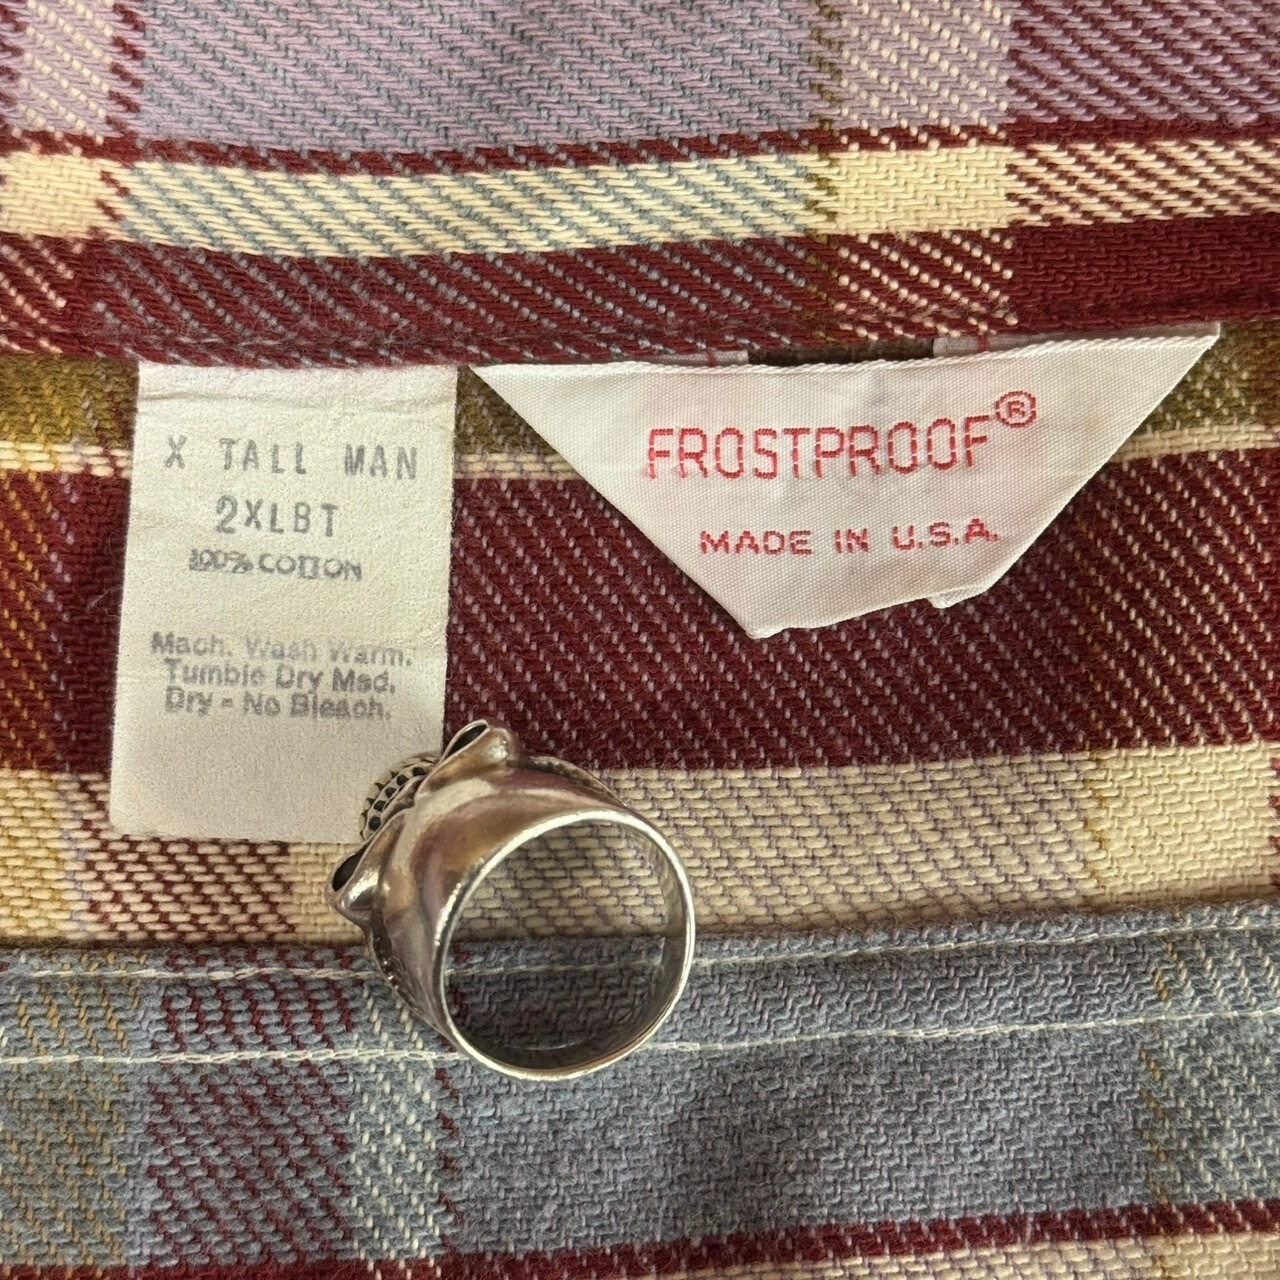 X TALL MAN
2XLBT
100% COTTON
Mach. Wash Warm.
Tumble Dry Med.
Dry - No Bleach.
FROSTPROOF®
MADE IN U.S.A.